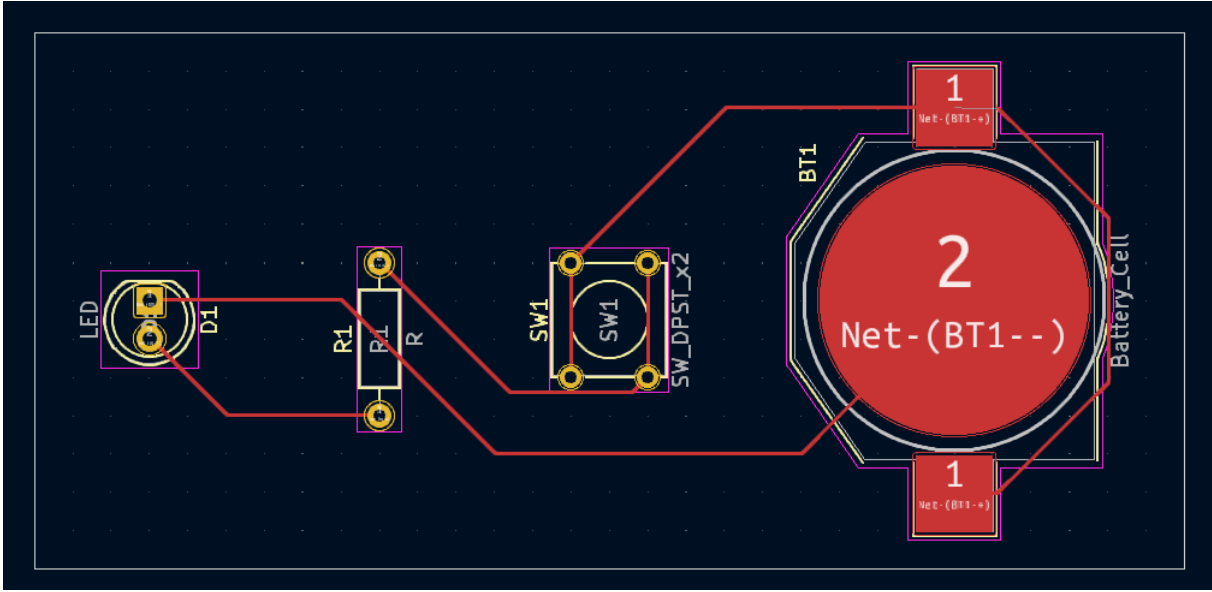 LED
D1
R1
R1
R
SW1
SW1
SW_DPST_x2
BT1
1
Net-(BT1-+)
2
Net-(BT1--)
Battery_Cell
1
Net-(BT1-+)